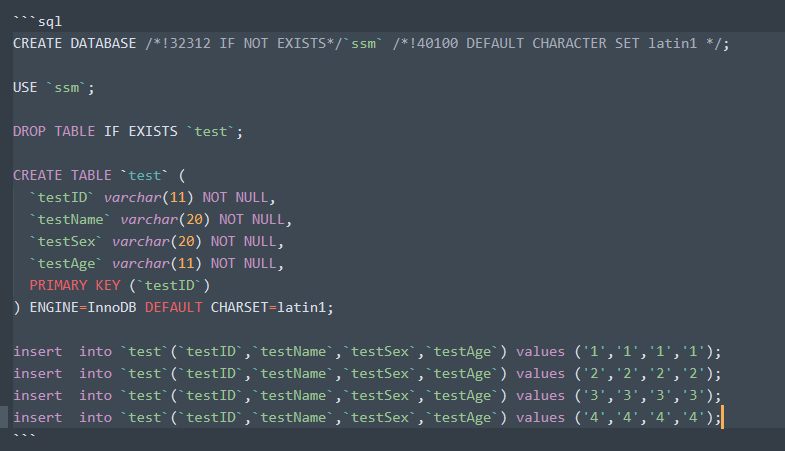 ```sql
CREATE DATABASE /*!32312 IF NOT EXISTS*/`ssm` /*!40100 DEFAULT CHARACTER SET latin1 */;
USE `ssm`;
DROP TABLE IF EXISTS `test`;
CREATE TABLE `test` (
  `testID` varchar(11) NOT NULL,
  `testName` varchar(20) NOT NULL,
  `testSex` varchar(20) NOT NULL,
  `testAge` varchar(11) NOT NULL,
  PRIMARY KEY (`testID`)
) ENGINE=InnoDB DEFAULT CHARSET=latin1;
insert  into `test`(`testID`,`testName`,`testSex`,`testAge`) values ('1','1','1','1');
insert  into `test`(`testID`,`testName`,`testSex`,`testAge`) values ('2','2','2','2');
insert  into `test`(`testID`,`testName`,`testSex`,`testAge`) values ('3','3','3','3');
insert  into `test`(`testID`,`testName`,`testSex`,`testAge`) values ('4','4','4','4');
```